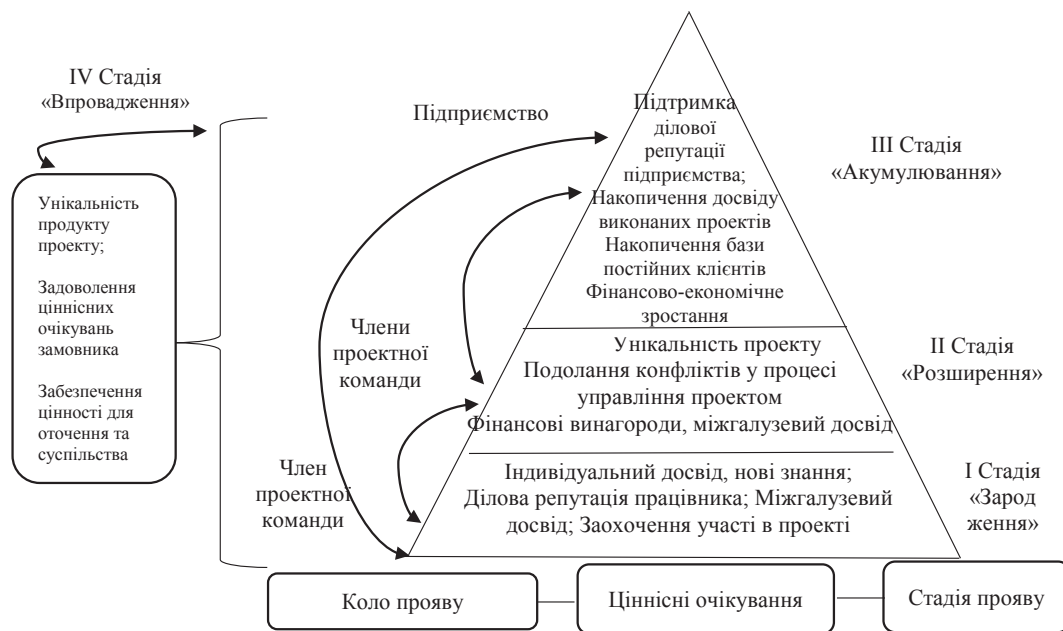 IV Стадія
«Впровадження»
Унікальність
продукту
проекту;
Задоволення
ціннісних
очікувань
замовника
Забезпечення
цінності для
оточення та
суспільства
Підприємство
Члени
проектної
команди
Член
проектної
команди
Підтримка
ділової
репутації
підприємства;
Накопичення досвіду
виконаних проектів
Накопичення бази
постійних клієнтів
Фінансово-економічне
зростання
Унікальність проекту
Подолання конфліктів у процесі
управління проектом
Фінансові винагороди, міжгалузевий досвід
Індивідуальний досвід, нові знання;
Ділова репутація працівника; Міжгалузевий
досвід; Заохочення участі в проекті
III Стадія
«Акумулювання»
II Стадія
«Розширення»
I Стадія
«Зарод
ження»
Коло прояву
Ціннісні очікування
Стадія прояву